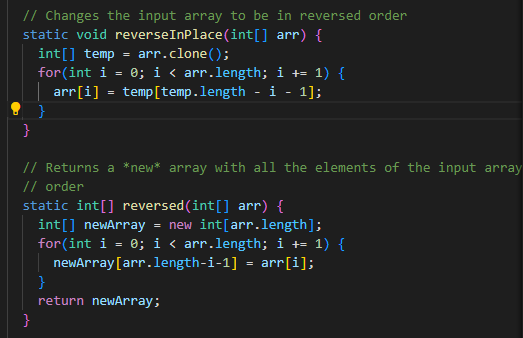 // Changes the input array to be in reversed order
static void reverseInPlace(int[] arr) {
int[] temp = arr.clone();
for(int i = 0; i < arr.length; i += 1) {
arr[i] = temp[temp.length - i - 1];
}
}
// Returns a *new* array with all the elements of the input array
// order
static int[] reversed(int[] arr) {
int[] newArray = new int[arr.length];
for(int i = 0; i < arr.length; i += 1) {
newArray[arr.length-i-1] = arr[i];
}
return newArray;
}